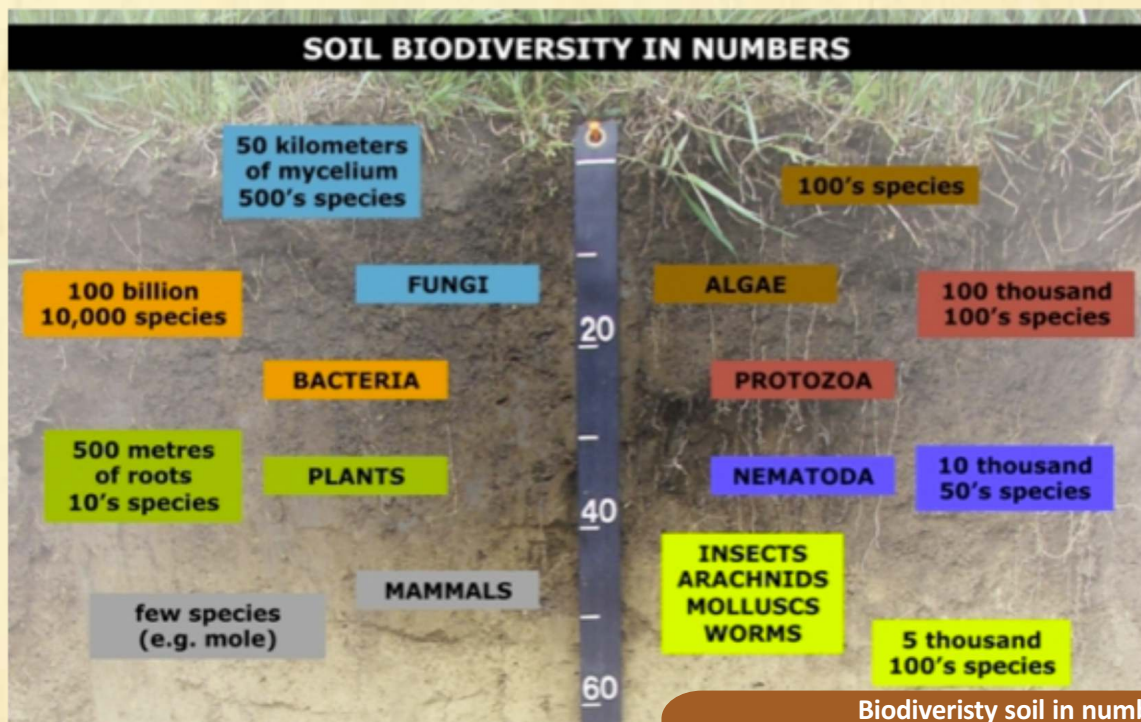 SOIL BIODIVERSITY IN NUMBERS
50 kilometers
of mycelium
500's species
100's species
FUNGI
ALGAE
100 billion
10,000 species
100 thousand
100's species
20
BACTERIA
PROTOZOA
500 metres
of roots
10's species
PLANTS
NEMATODA
10 thousand
50's species
40
INSECTS
ARACHNIDS
MOLLUSCS
WORMS
MAMMALS
few species
(e.g. mole)
5 thousand
100's species
60
Biodiveristy soil in